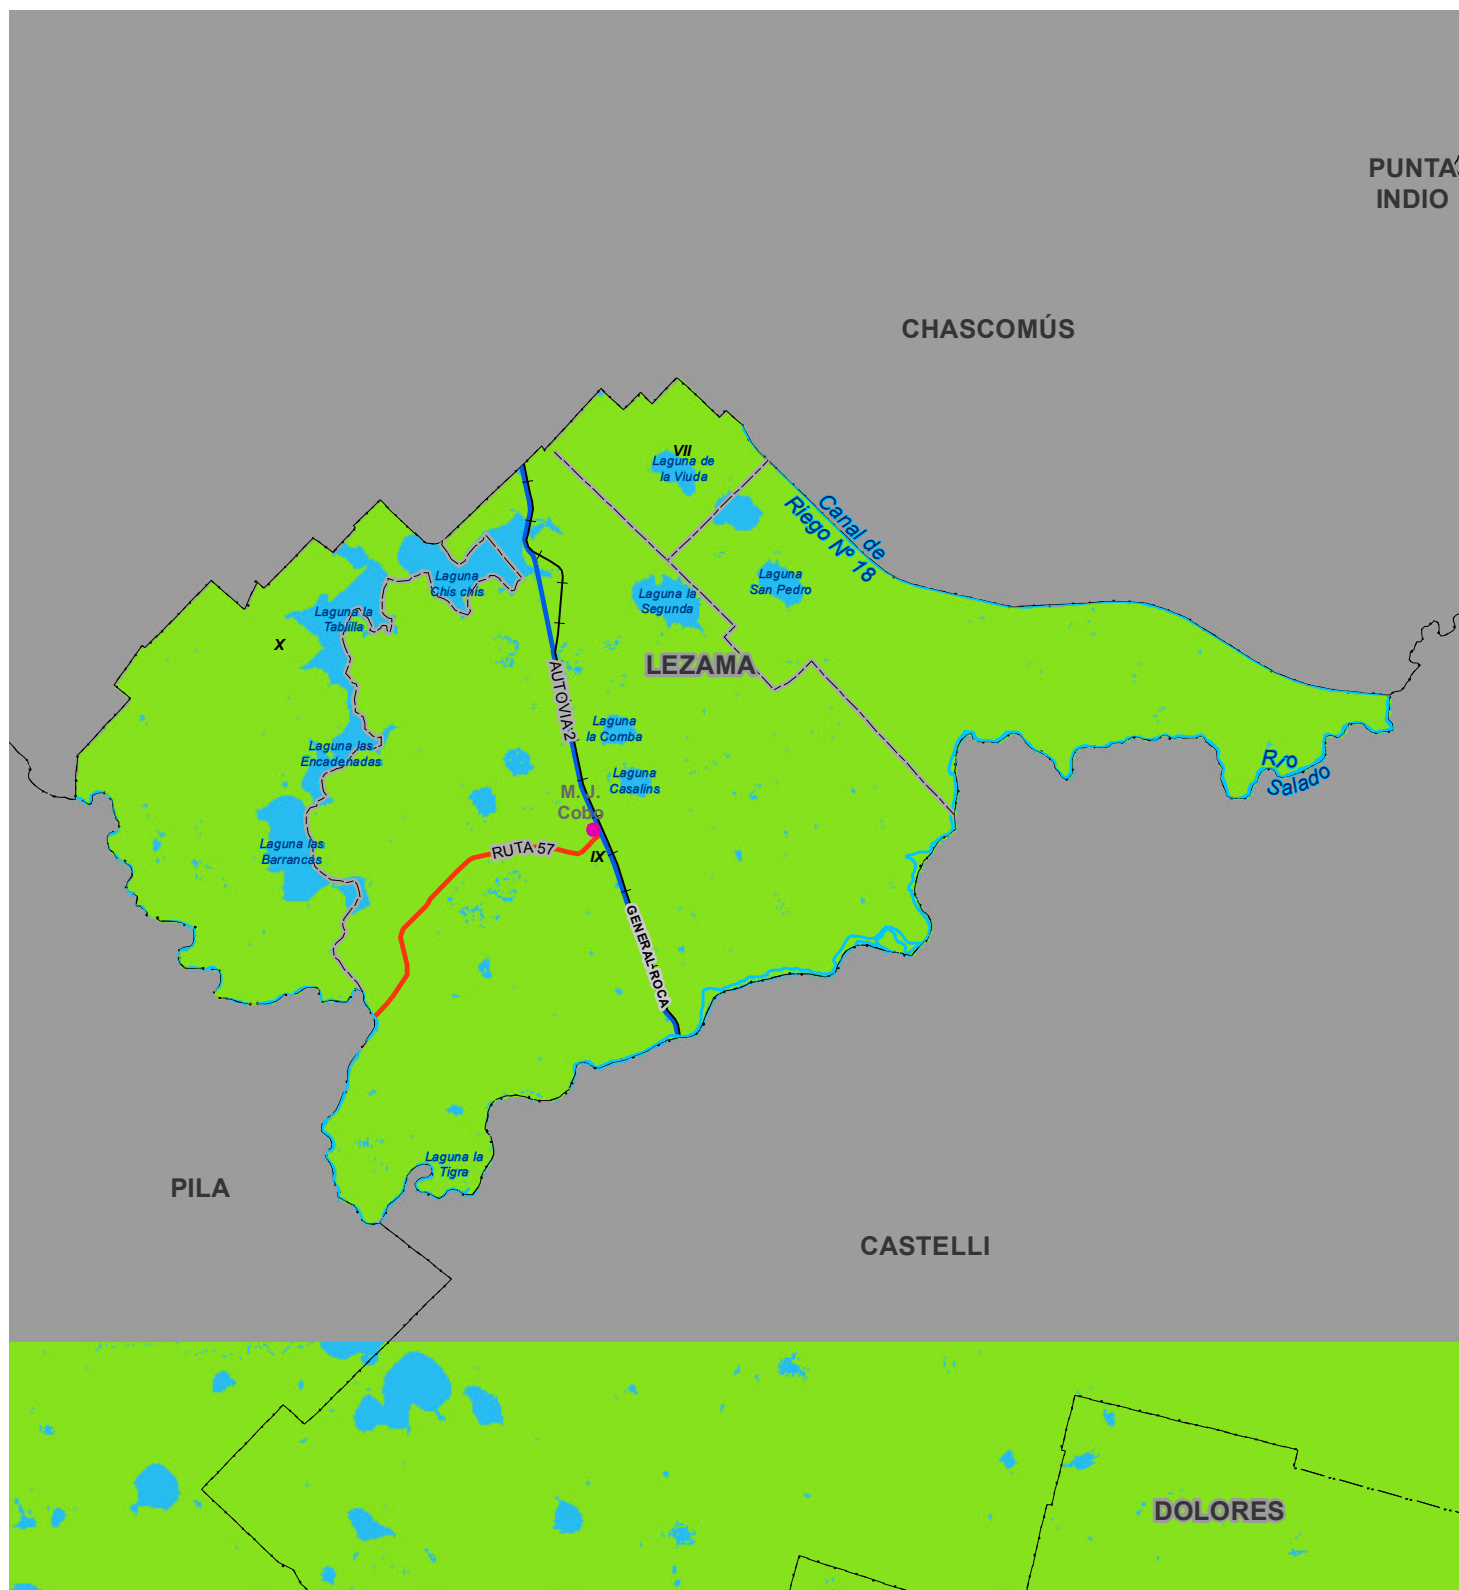 PUNTA
INDIO
CHASCOMÚS
VII
Laguna de
la Viuda
Canal de
Riego Nº 18
Laguna
Chis chis
Laguna
San Pedro
Laguna la
Segunda
Laguna la
Tablilla
X
LEZAMA
AUTOVIA 2
Laguna
la Comba
Laguna las
Encadenadas
Río
Salado
Laguna
Casalins
M. J.
Cobo
Laguna las
Barrancas
RUTA 57
IX
GENERAL ROCA
Laguna la
Tigra
PILA
CASTELLI
DOLORES